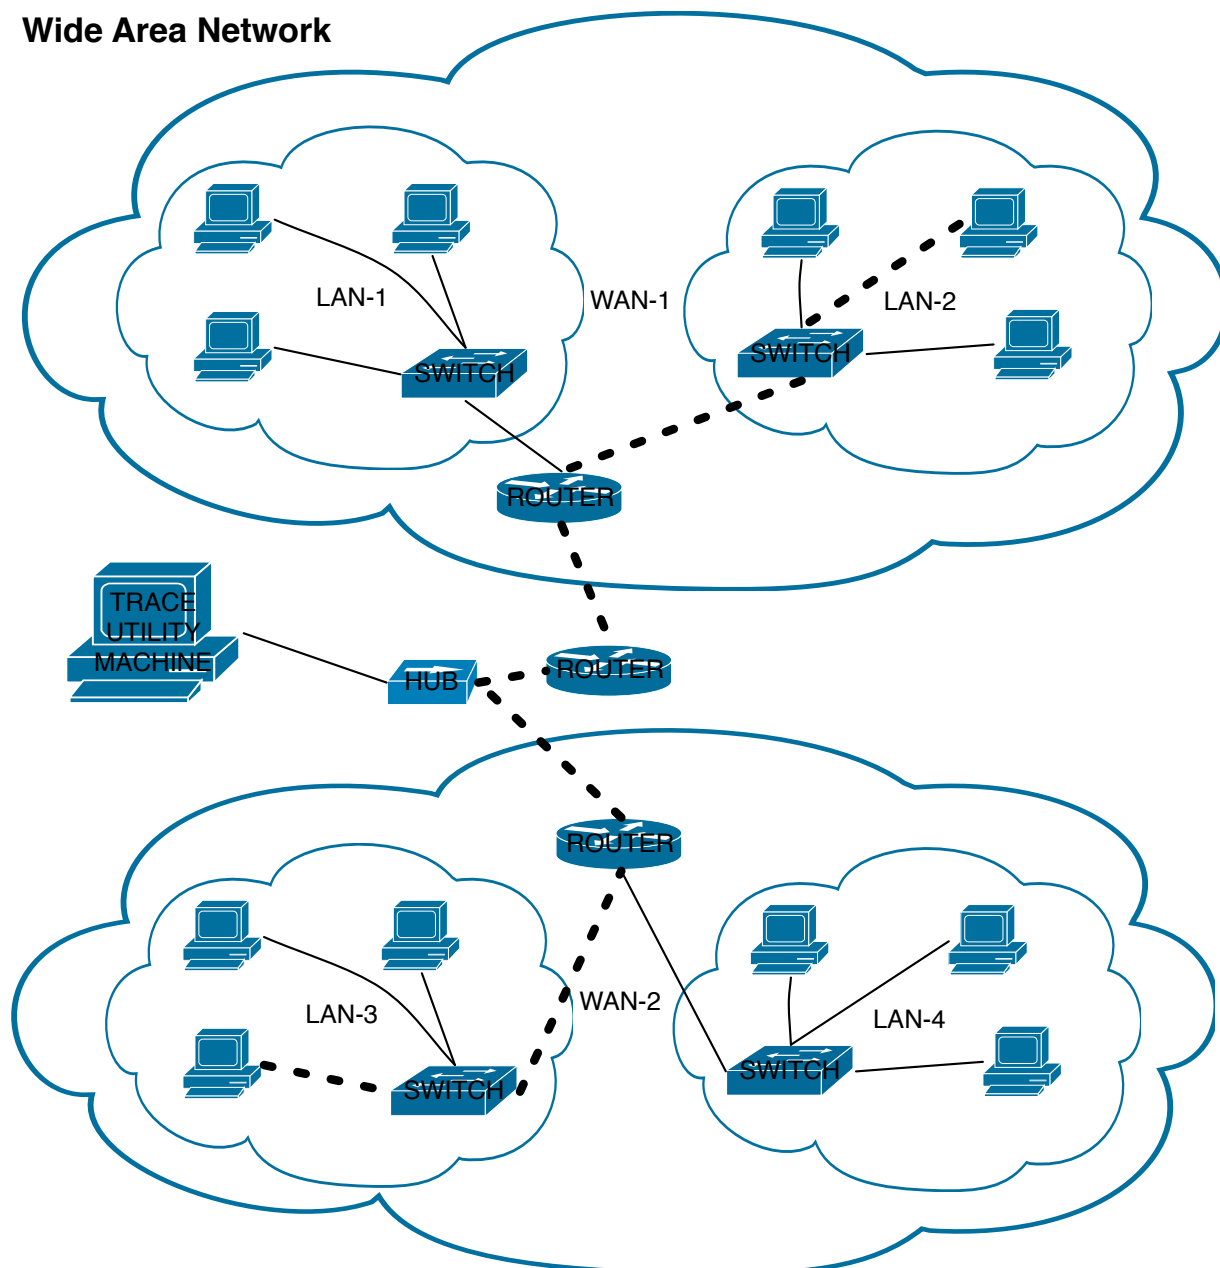 Wide Area Network
LAN-1
WAN-1
LAN-2
SWITCH
SWITCH
ROUTER
TRACE
UTILITY
MACHINE
HUB
ROUTER
ROUTER
LAN-3
WAN-2
LAN-4
SWITCH
SWITCH